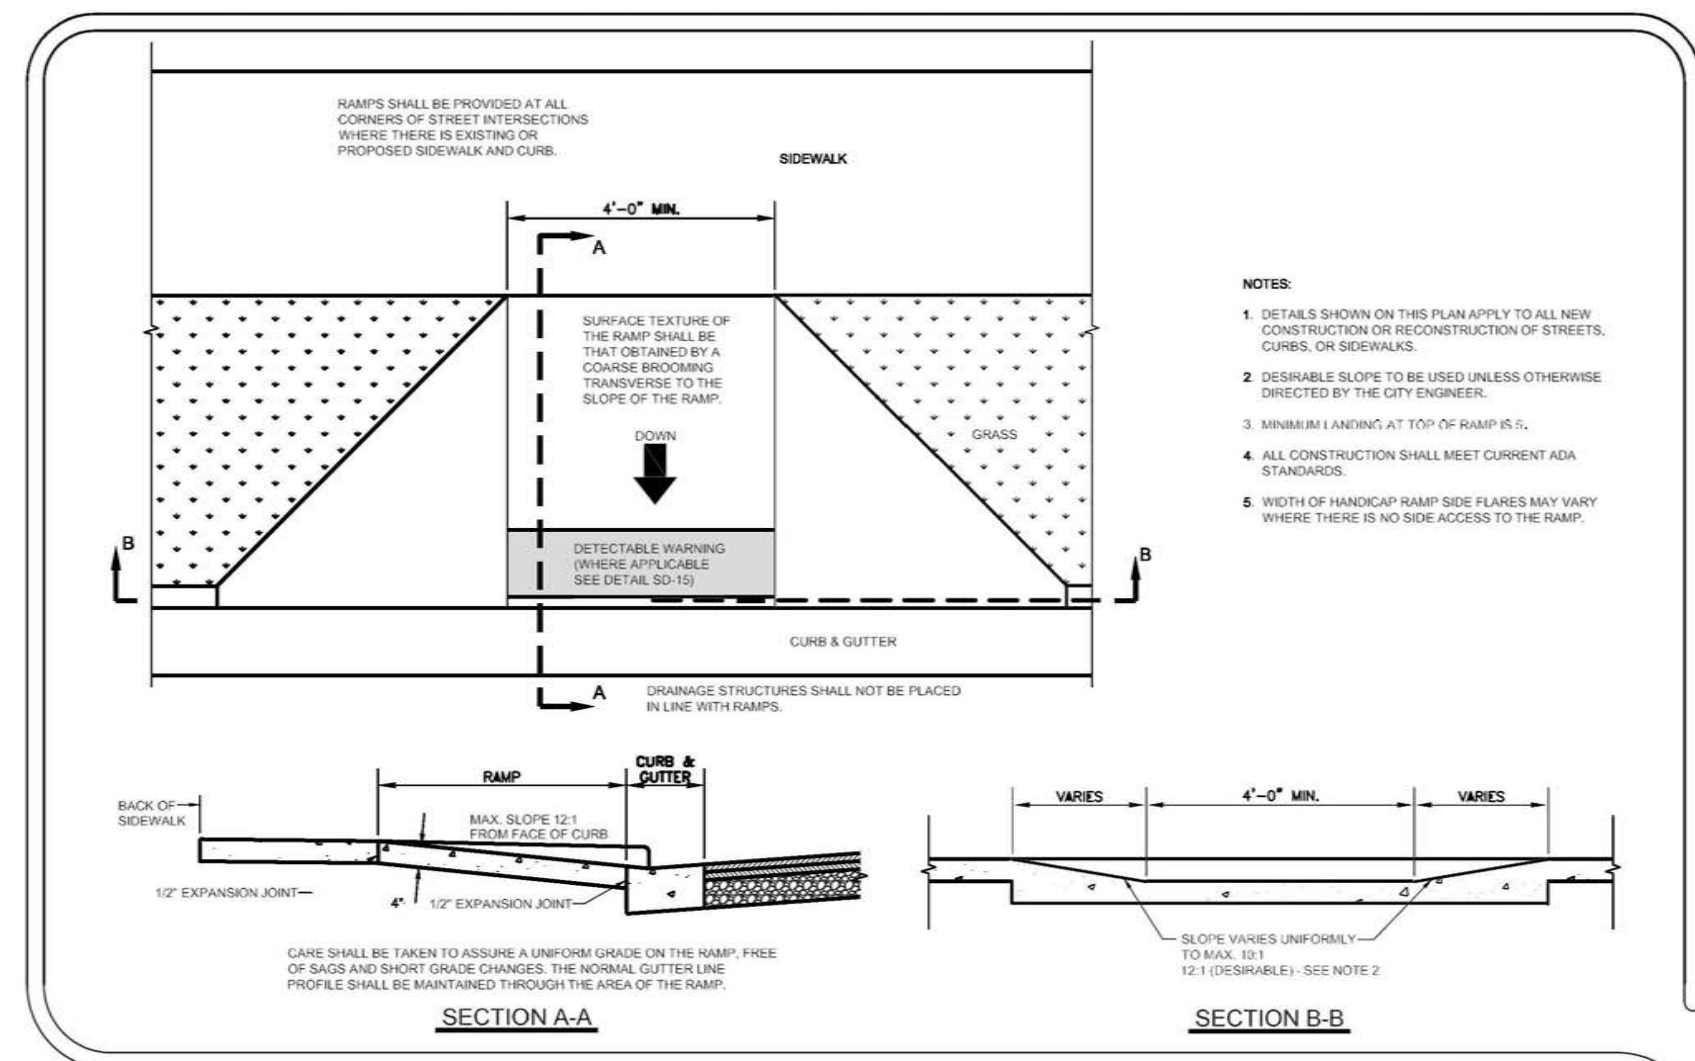 RAMPS SHALL BE PROVIDED AT ALL
CORNERS OF STREET INTERSECTIONS
WHERE THERE IS EXISTING OR
PROPOSED SIDEWALK AND CURB.
SIDEWALK
4'-0" MIN.
A
SURFACE TEXTURE OF
THE RAMP SHALL BE
THAT OBTAINED BY A
COARSE BROOMING
TRANSVERSE TO THE
SLOPE OF THE RAMP.
DOWN
GRASS
B
DETECTABLE WARNING
(WHERE APPLICABLE
SEE DETAIL SD-15)
B
CURB & GUTTER
A
DRAINAGE STRUCTURES SHALL NOT BE PLACED
IN LINE WITH RAMPS.
NOTES:
1. DETAILS SHOWN ON THIS PLAN APPLY TO ALL NEW
CONSTRUCTION OR RECONSTRUCTION OF STREETS,
CURBS, OR SIDEWALKS.
2. DESIRABLE SLOPE TO BE USED UNLESS OTHERWISE
DIRECTED BY THE CITY ENGINEER.
3. MINIMUM LANDING AT TOP OF RAMP IS 5.
4. ALL CONSTRUCTION SHALL MEET CURRENT ADA
STANDARDS.
5. WIDTH OF HANDICAP RAMP SIDE FLARES MAY VARY
WHERE THERE IS NO SIDE ACCESS TO THE RAMP.
BACK OF
SIDEWALK
RAMP
CURB &
GUTTER
MAX. SLOPE 12:1
FROM FACE OF CURB
1/2" EXPANSION JOINT
4"
1/2" EXPANSION JOINT
CARE SHALL BE TAKEN TO ASSURE A UNIFORM GRADE ON THE RAMP, FREE
OF SAGS AND SHORT GRADE CHANGES. THE NORMAL GUTTER LINE
PROFILE SHALL BE MAINTAINED THROUGH THE AREA OF THE RAMP.
SECTION A-A
VARIES
4'-0" MIN.
VARIES
SLOPE VARIES UNIFORMLY
TO MAX. 10:1
12:1 (DESIRABLE) - SEE NOTE 2
SECTION B-B